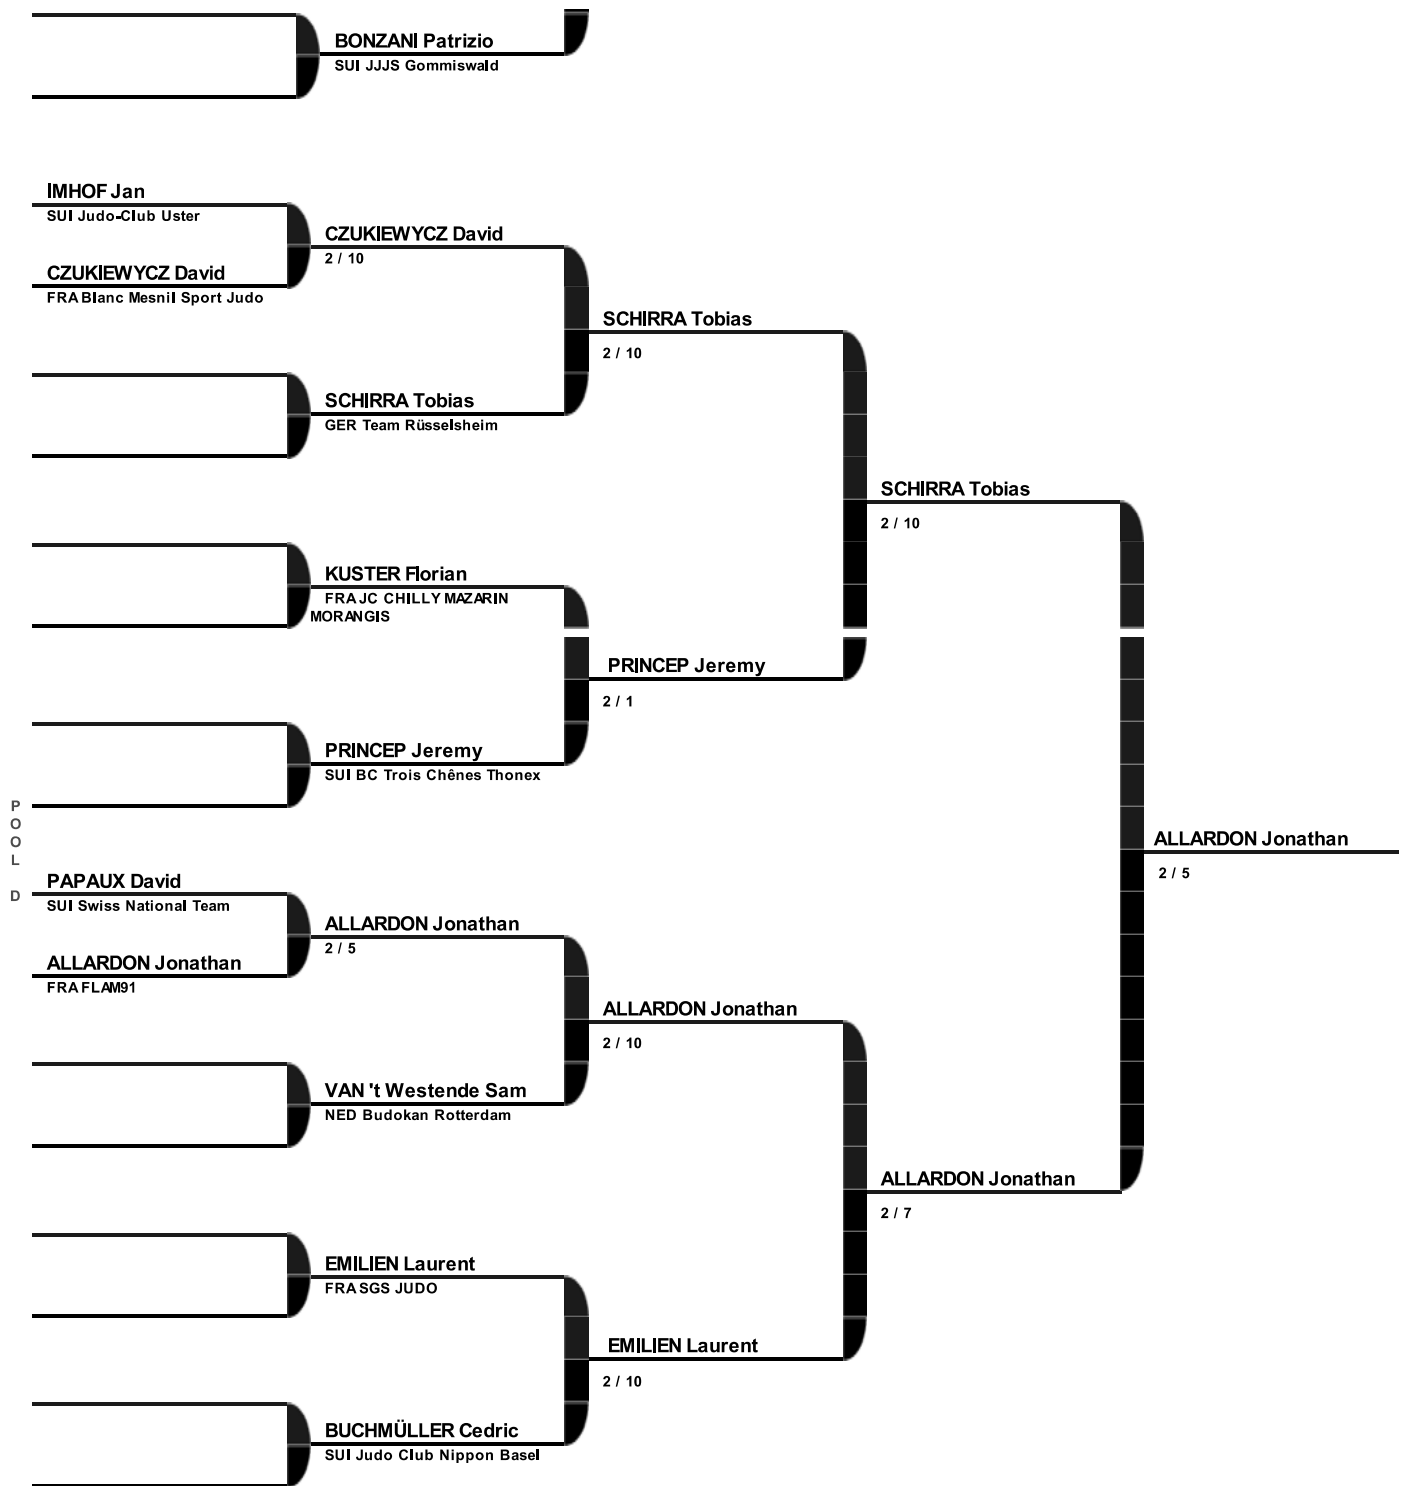 BONZANI Patrizio
SUI JJJS Gommiswald
IMHOF Jan
SUI Judo-Club Uster
CZUKIEWYCZ David
2 / 10
CZUKIEWYCZ David
FRA Blanc Mesnil Sport Judo
SCHIRRA Tobias
2 / 10
SCHIRRA Tobias
GER Team Rüsselsheim
SCHIRRA Tobias
2 / 10
KUSTER Florian
FRA JC CHILLY MAZARIN
MORANGIS
PRINCEP Jeremy
2 / 1
PRINCEP Jeremy
SUI BC Trois Chênes Thonex
POOL D
ALLARDON Jonathan
2 / 5
PAPAUX David
SUI Swiss National Team
ALLARDON Jonathan
2 / 5
ALLARDON Jonathan
FRA FLAM91
ALLARDON Jonathan
2 / 10
VAN 't Westende Sam
NED Budokan Rotterdam
ALLARDON Jonathan
2 / 7
EMILIEN Laurent
FRA SGS JUDO
EMILIEN Laurent
2 / 10
BUCHMÜLLER Cedric
SUI Judo Club Nippon Basel